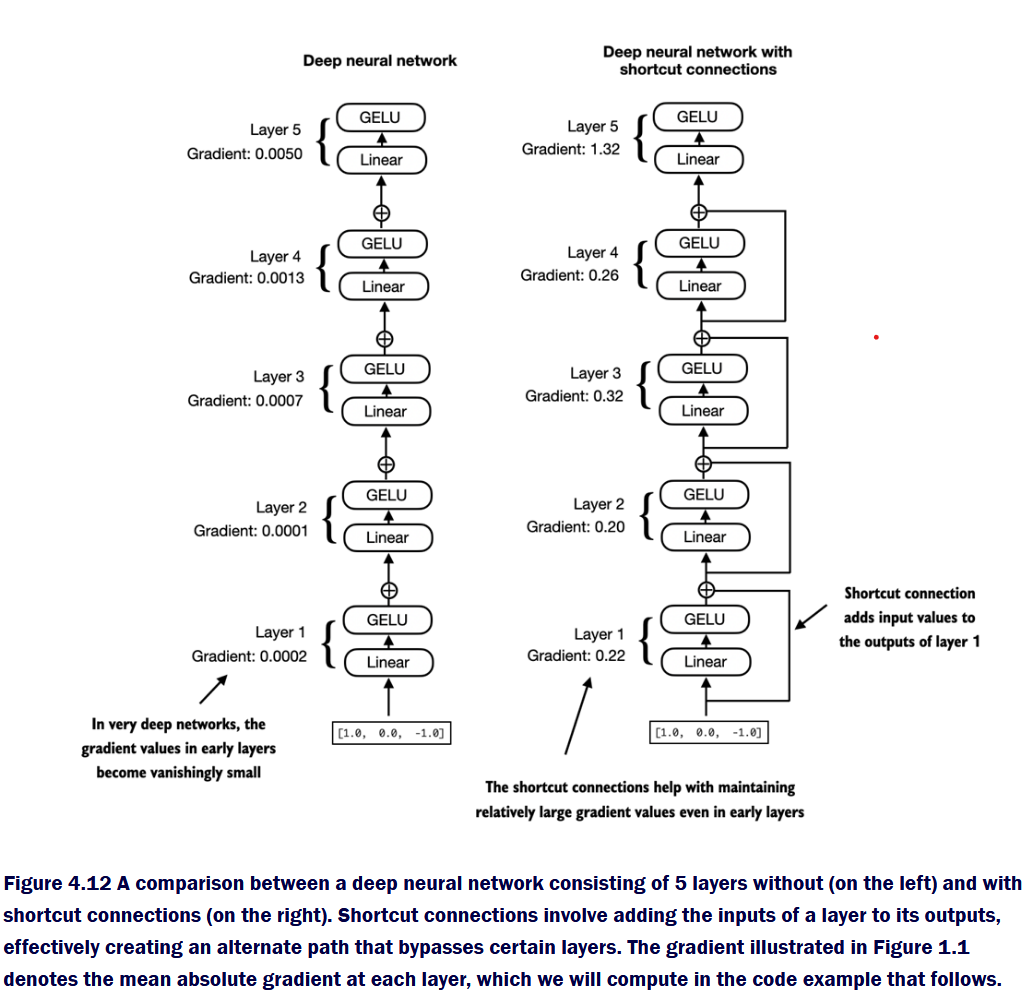 Deep neural network
Layer 5
Gradient: 0.0050
GELU
Linear
Layer 4
Gradient: 0.0013
GELU
Linear
Layer 3
Gradient: 0.0007
GELU
Linear
Layer 2
Gradient: 0.0001
GELU
Linear
Layer 1
Gradient: 0.0002
GELU
Linear
[1.0, 0.0, -1.0]
In very deep networks, the
gradient values in early layers
become vanishingly small
Deep neural network with
shortcut connections
Layer 5
Gradient: 1.32
GELU
Linear
Layer 4
Gradient: 0.26
GELU
Linear
Layer 3
Gradient: 0.32
GELU
Linear
Layer 2
Gradient: 0.20
GELU
Linear
Layer 1
Gradient: 0.22
GELU
Linear
[1.0, 0.0, -1.0]
Shortcut connection
adds input values to
the outputs of layer 1
The shortcut connections help with maintaining
relatively large gradient values even in early layers
Figure 4.12 A comparison between a deep neural network consisting of 5 layers without (on the left) and with
shortcut connections (on the right). Shortcut connections involve adding the inputs of a layer to its outputs,
effectively creating an alternate path that bypasses certain layers. The gradient illustrated in Figure 1.1
denotes the mean absolute gradient at each layer, which we will compute in the code example that follows.